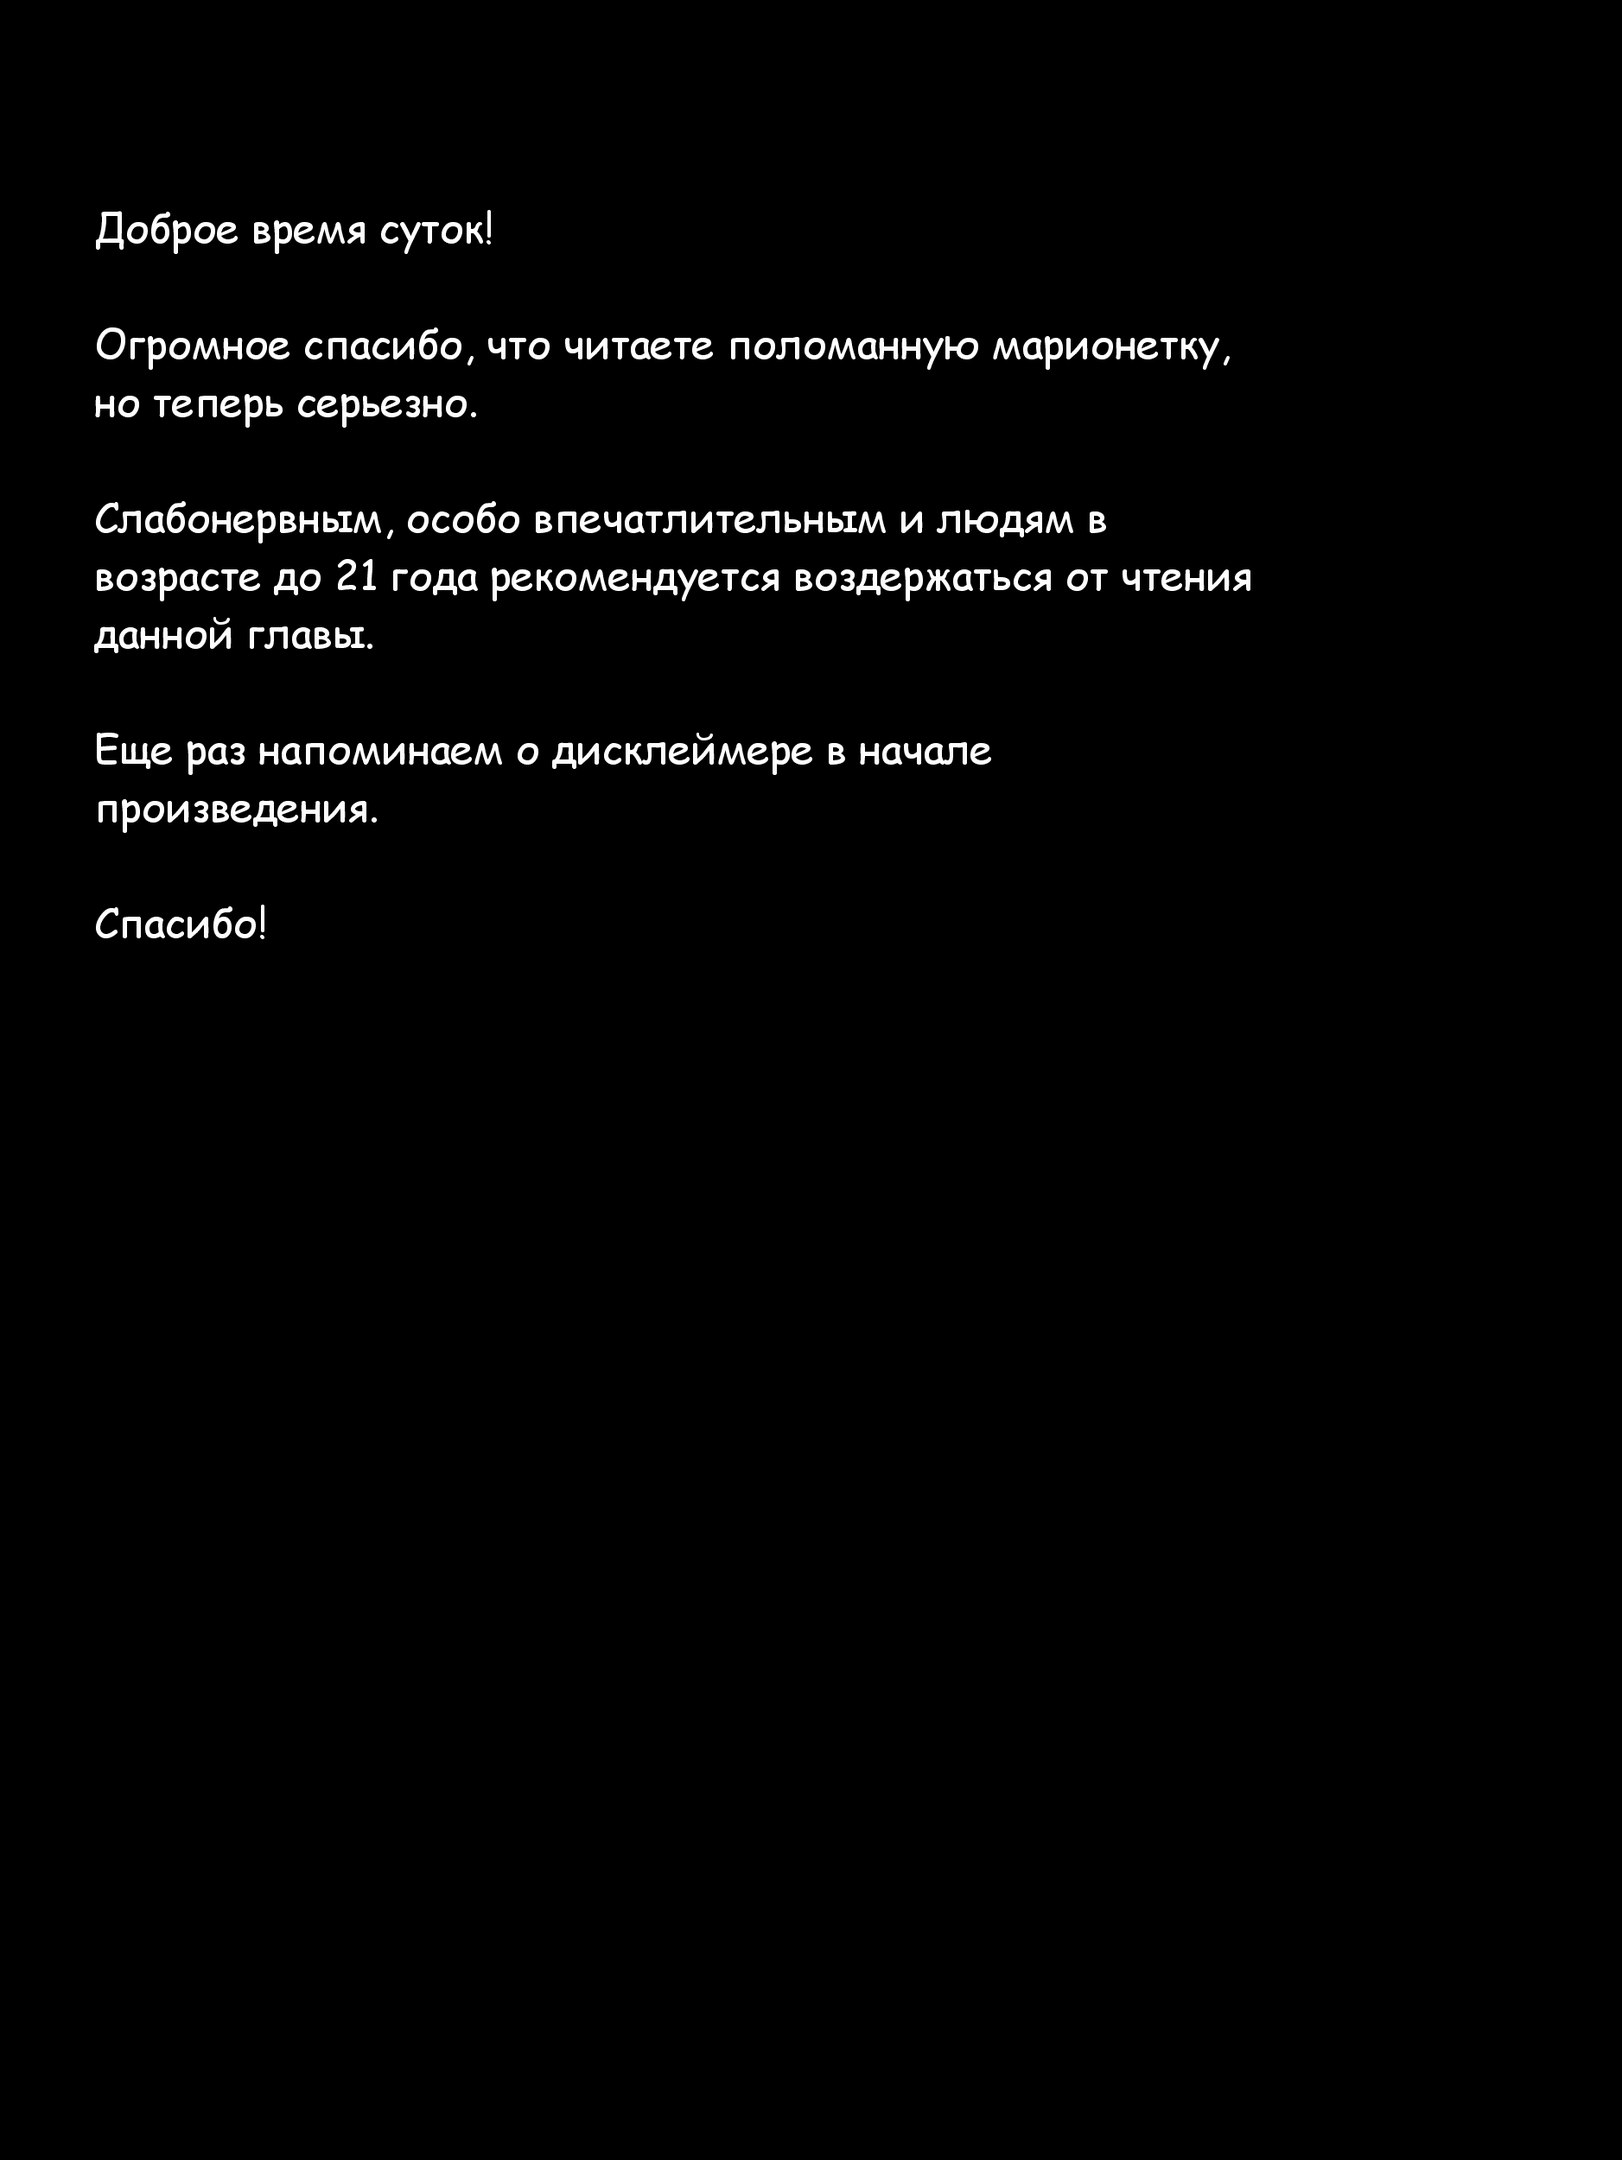 Доброе время суток!
Огромное спасибо, что читаете поломанную марионетку,
но теперь серьезно.
Слабонервным, особо впечатлительным и людям в
возрасте до 21 года рекомендуется воздержаться от чтения
данной главы.
Еще раз напоминаем о дисклеймере в начале
произведения.
Спасибо!